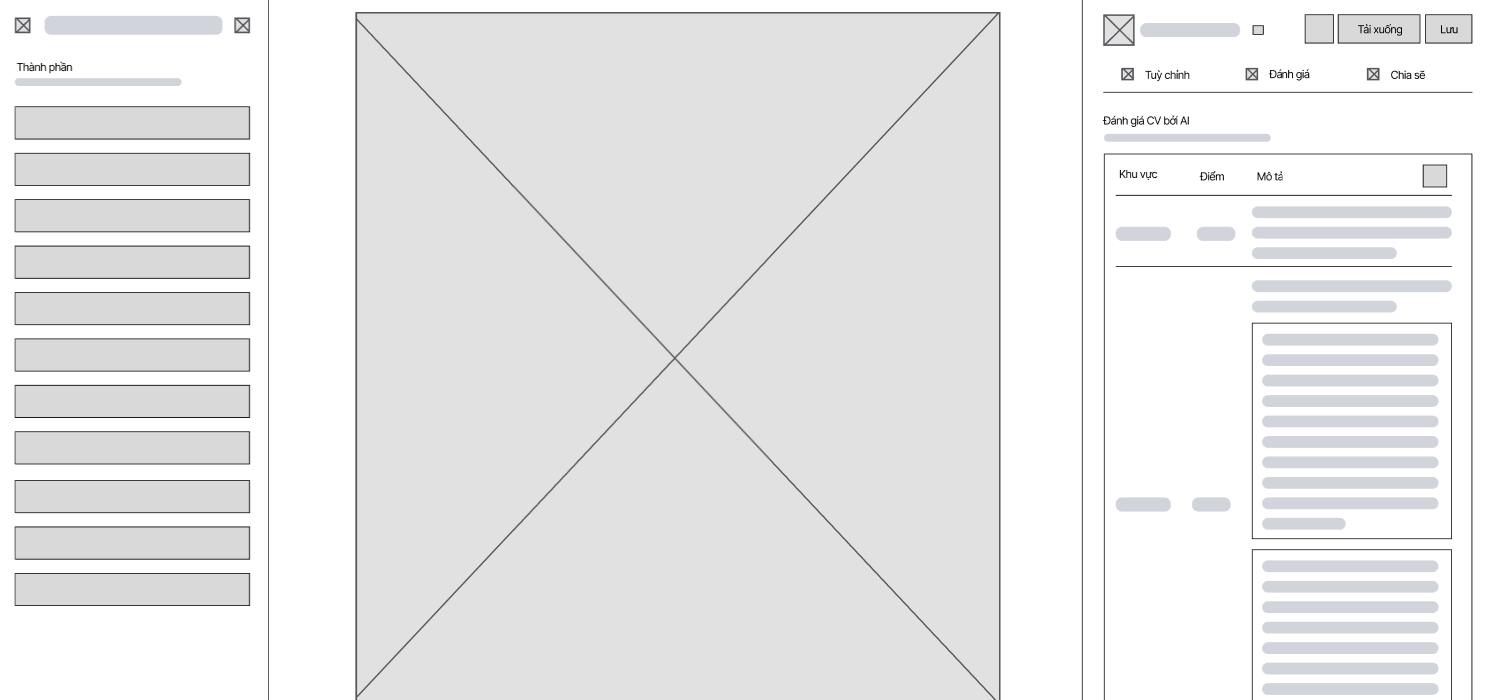 Thành phần
Tải xuống
Lưu
Tuỳ chỉnh
Đánh giá
Chia sẽ
Đánh giá CV bởi AI
Khu vực
Điểm
Mô tả